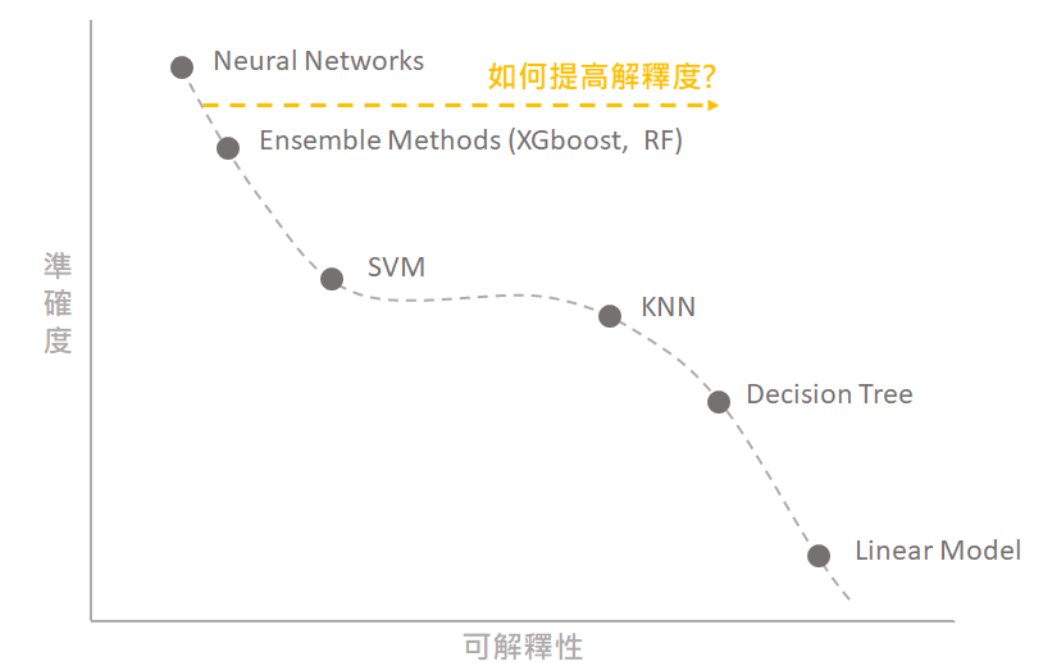 Neural Networks
如何提高解釋度?
Ensemble Methods (XGboost, RF)
SVM
準確度
KNN
Decision Tree
Linear Model
可解釋性